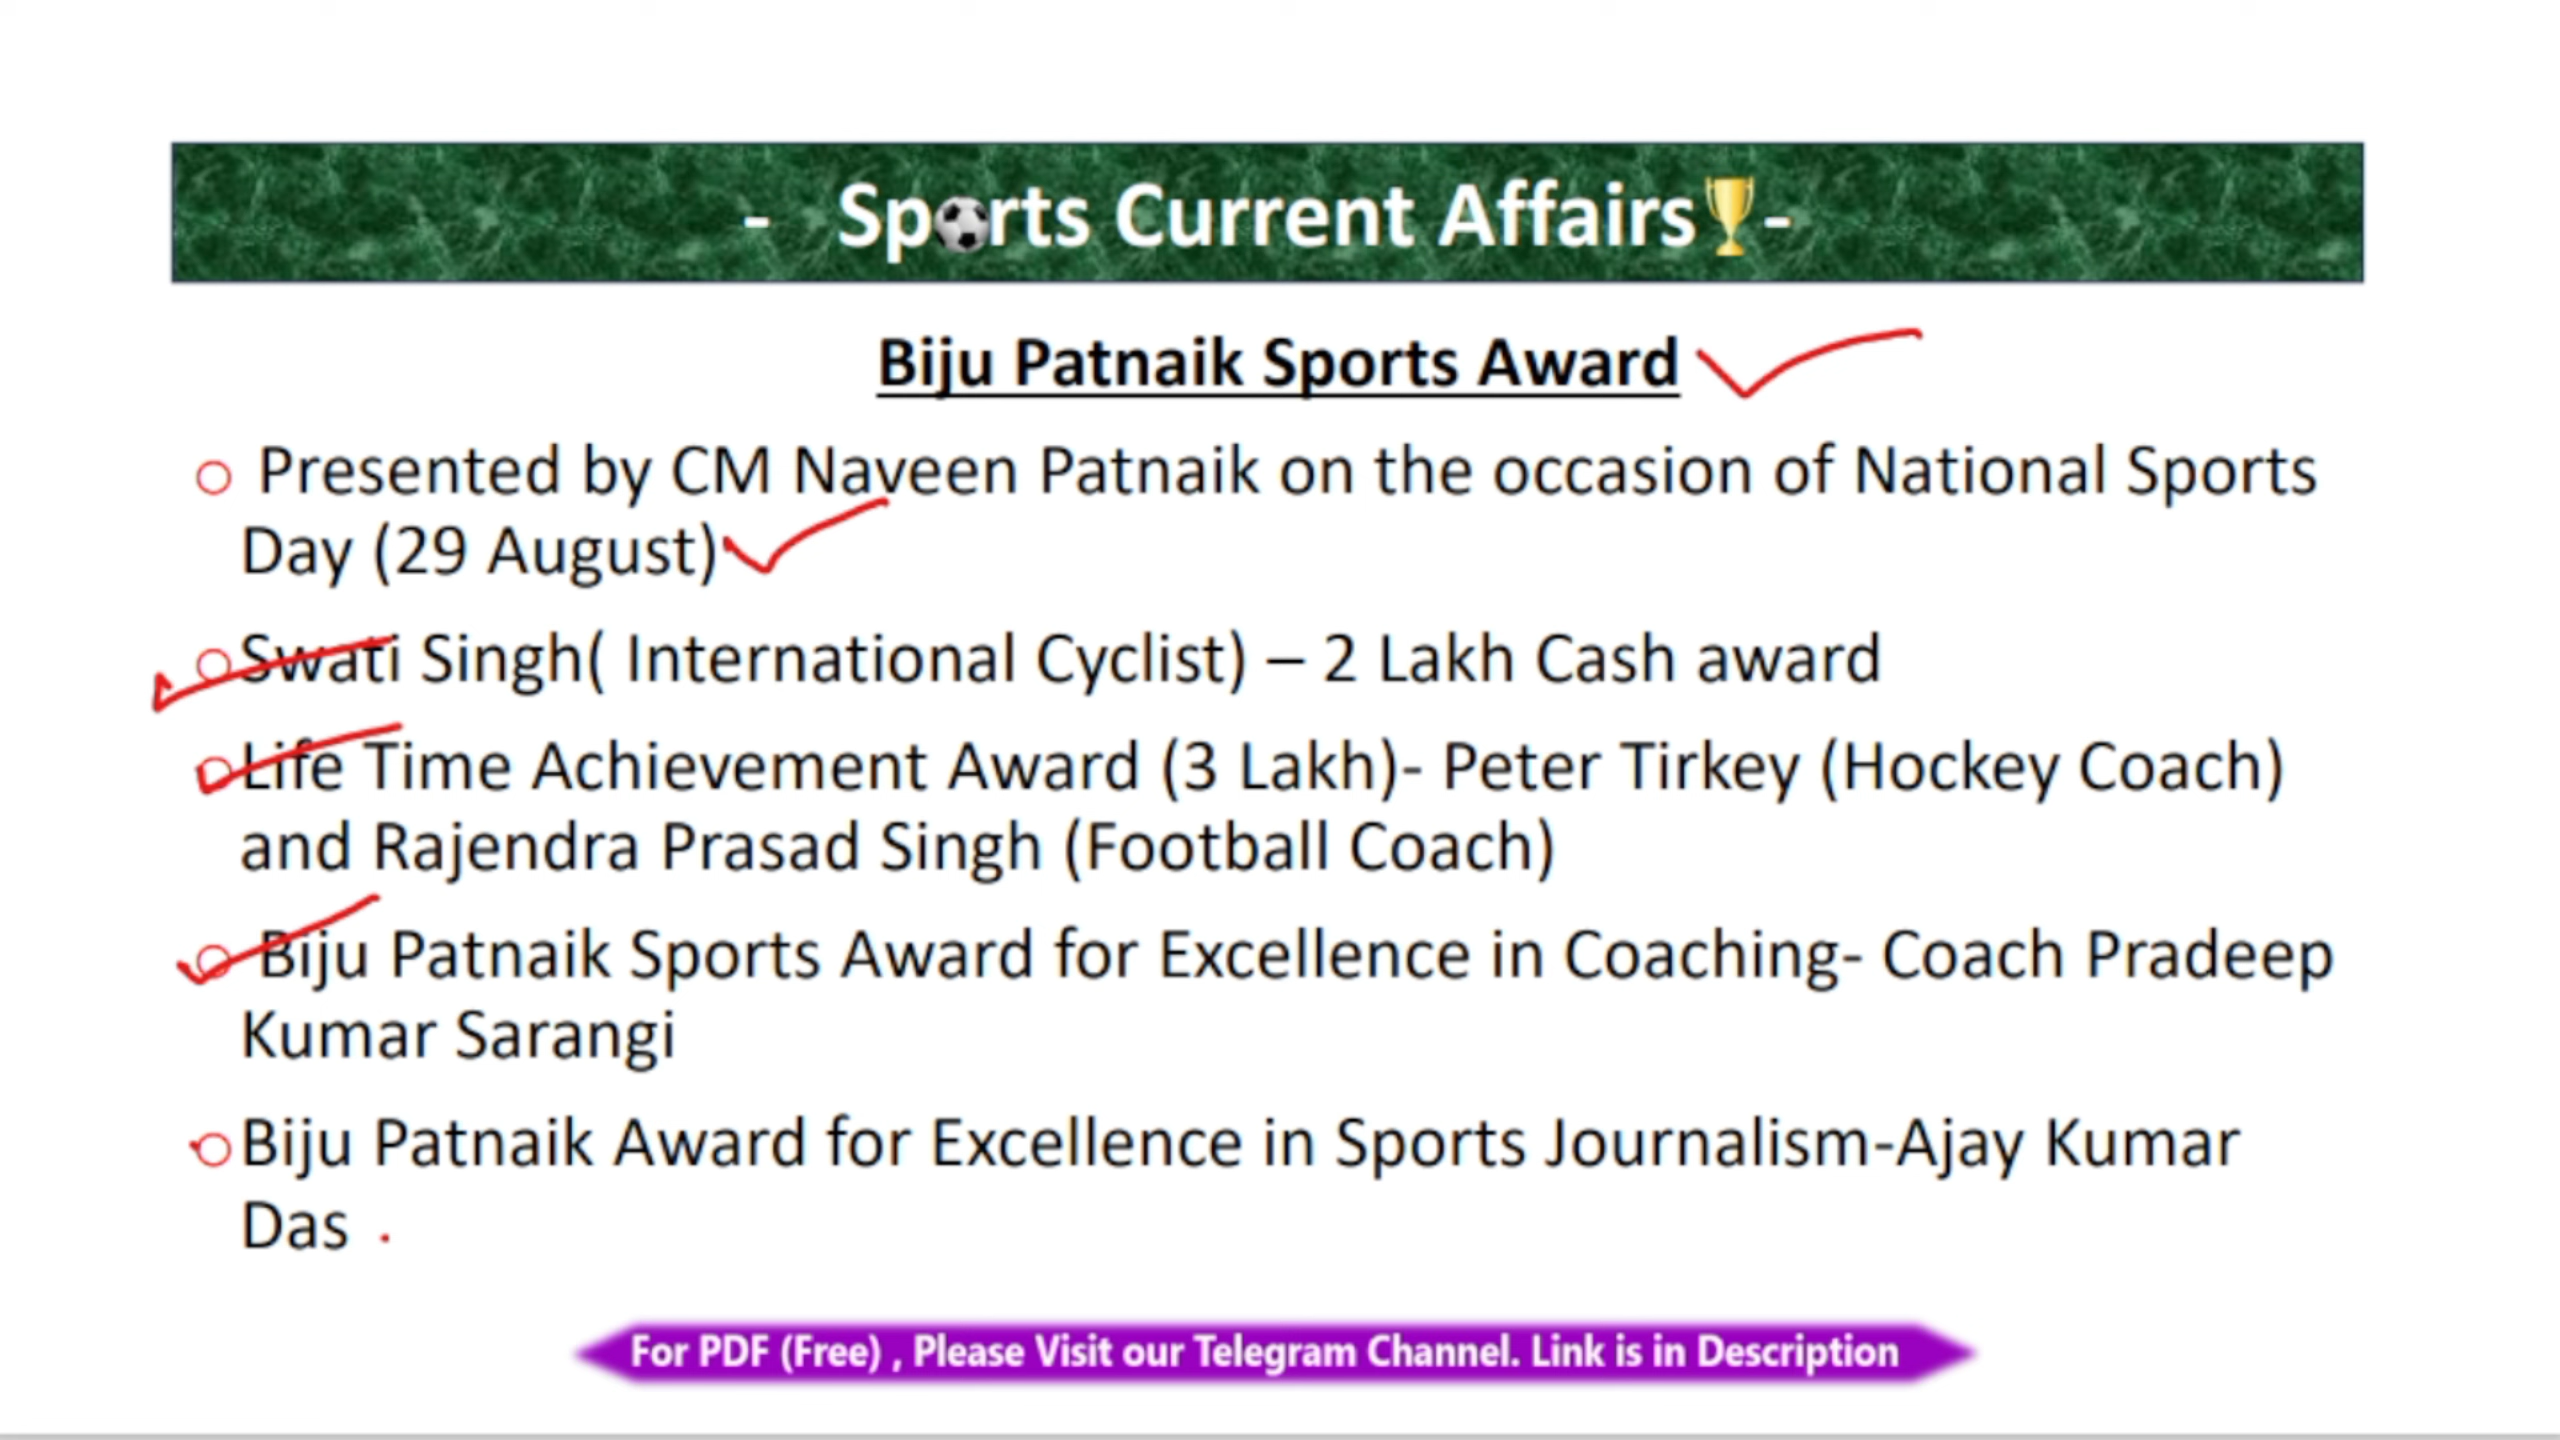 - Sports Current Affairs🏆-
Biju Patnaik Sports Award
Presented by CM Naveen Patnaik on the occasion of National Sports
Day (29 August)
Swati Singh( International Cyclist) – 2 Lakh Cash award
Life Time Achievement Award (3 Lakh)- Peter Tirkey (Hockey Coach)
and Rajendra Prasad Singh (Football Coach)
Biju Patnaik Sports Award for Excellence in Coaching- Coach Pradeep
Kumar Sarangi
Biju Patnaik Award for Excellence in Sports Journalism-Ajay Kumar
Das
For PDF (Free) , Please Visit our Telegram Channel. Link is in Description